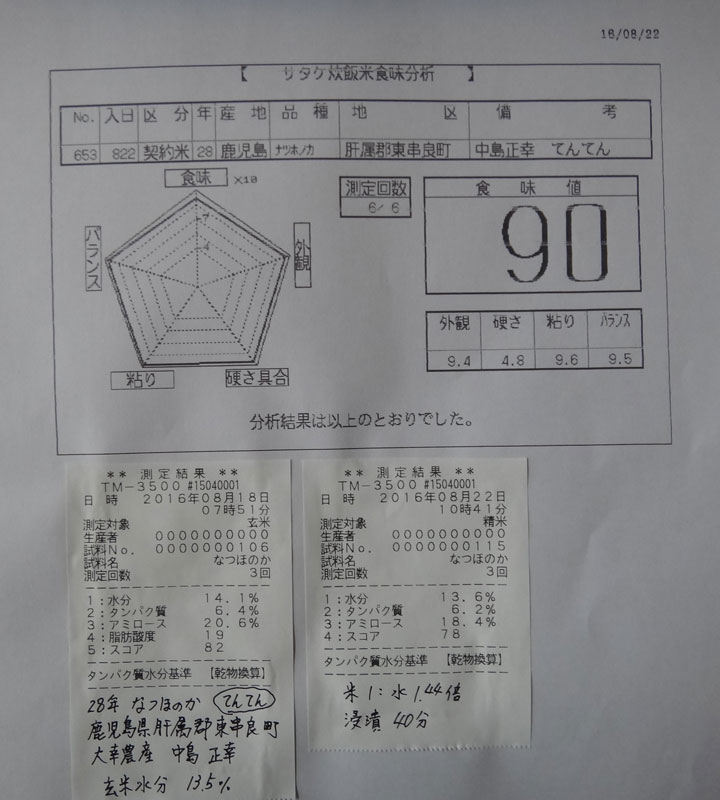 16/08/22
【 サタケ炊飯米食味分析 】
No. 入日 区分 年 産地 品種 地区 備考
653 822 契約米 28 鹿児島 ナツホノカ 肝属郡東串良町 中島正幸 てんてん
食味 X10
測定回数
6/ 6
食味値
90
バランス
外観
7
4
粘り
硬さ具合
外観 硬さ 粘り バランス
9.4 4.8 9.6 9.5
分析結果は以上のとおりでした。
** 測定結果 **
TM-3500 #15040001
日 時 2016年08月18日
07時51分
測定対象 玄米
生産者 0000000000
試料No. 0000000106
試料名 なつほのか
測定回数 3回
1:水分 14.1%
2:タンパク質 6.4%
3:アミロース 20.6%
4:脂肪酸度 19
5:スコア 82
タンパク質水分基準 【乾物換算】
28年 なつほのか てんてん
鹿児島県肝属郡東串良町
大幸農産 中島 正幸
玄米水分 13.5%
** 測定結果 **
TM-3500 #15040001
日 時 2016年08月22日
10時41分
測定対象 精米
生産者 0000000000
試料No. 0000000115
試料名 なつほのか
測定回数 3回
1:水分 13.6%
2:タンパク質 6.2%
3:アミロース 18.4%
4:スコア 78
タンパク質水分基準 【乾物換算】
米1:水1.44倍
浸漬 40分